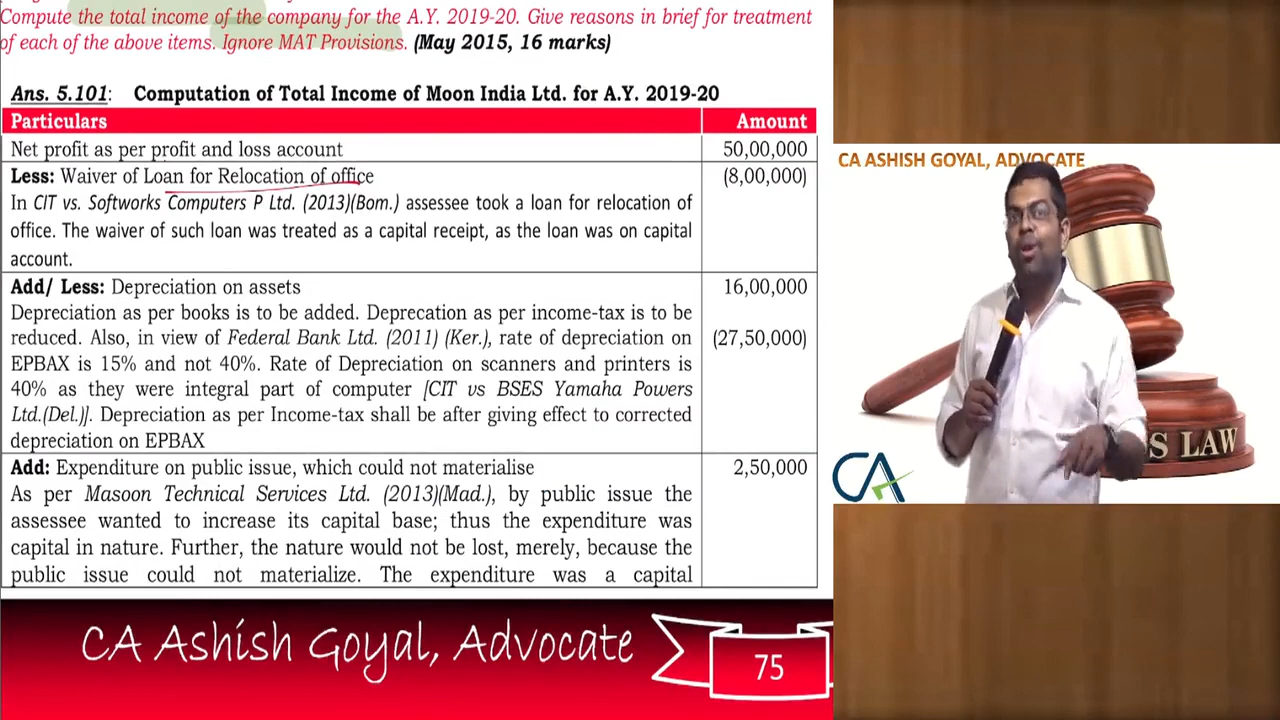 Compute the total income of the company for the A.Y. 2019-20. Give reasons in brief for treatment
of each of the above items. Ignore MAT Provisions. (May 2015, 16 marks)
Ans. 5.101: Computation of Total Income of Moon India Ltd. for A.Y. 2019-20
Particulars Amount
Net profit as per profit and loss account 50,00,000
Less: Waiver of Loan for Relocation of office (8,00,000)
In CIT vs. Softworks Computers P Ltd. (2013)(Bom.) assessee took a loan for relocation of
office. The waiver of such loan was treated as a capital receipt, as the loan was on capital
account.
Add/ Less: Depreciation on assets 16,00,000
Depreciation as per books is to be added. Deprecation as per income-tax is to be
reduced. Also, in view of Federal Bank Ltd. (2011) (Ker.), rate of depreciation on (27,50,000)
EPBAX is 15% and not 40%. Rate of Depreciation on scanners and printers is
40% as they were integral part of computer [CIT vs BSES Yamaha Powers
Ltd.(Del.)]. Depreciation as per Income-tax shall be after giving effect to corrected
depreciation on EPBAX
Add: Expenditure on public issue, which could not materialise 2,50,000
As per Masoon Technical Services Ltd. (2013)(Mad.), by public issue the
assessee wanted to increase its capital base; thus the expenditure was
capital in nature. Further, the nature would not be lost, merely, because the
public issue could not materialize. The expenditure was a capital
CA Ashish Goyal, Advocate
75
CA ASHISH GOYAL, ADVOCATE
S LAW
CA